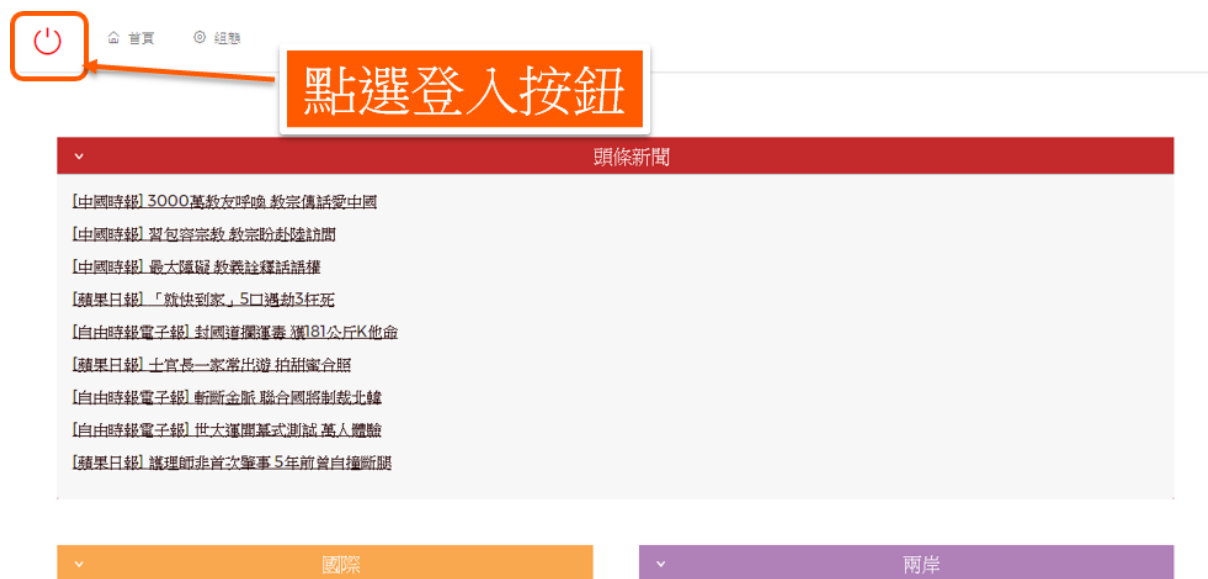 首頁 組態
點選登入按鈕
頭條新聞
[中國時報] 3000萬教友呼喚 教宗傳話愛中國
[中國時報] 習包容宗教 教宗盼赴陸訪問
[中國時報] 最大障礙 教義詮釋話語權
[蘋果日報] 「就快到家」5口遇劫3枉死
[自由時報電子報] 封國道攔運毒 獲181公斤K他命
[蘋果日報] 士官長一家常出遊 拍甜蜜合照
[自由時報電子報] 斬斷金脈 聯合國將制裁北韓
[自由時報電子報] 世大運開幕式測試 萬人體驗
[蘋果日報] 護理師非首次肇事 5年前曾自撞斷腿
國際
兩岸